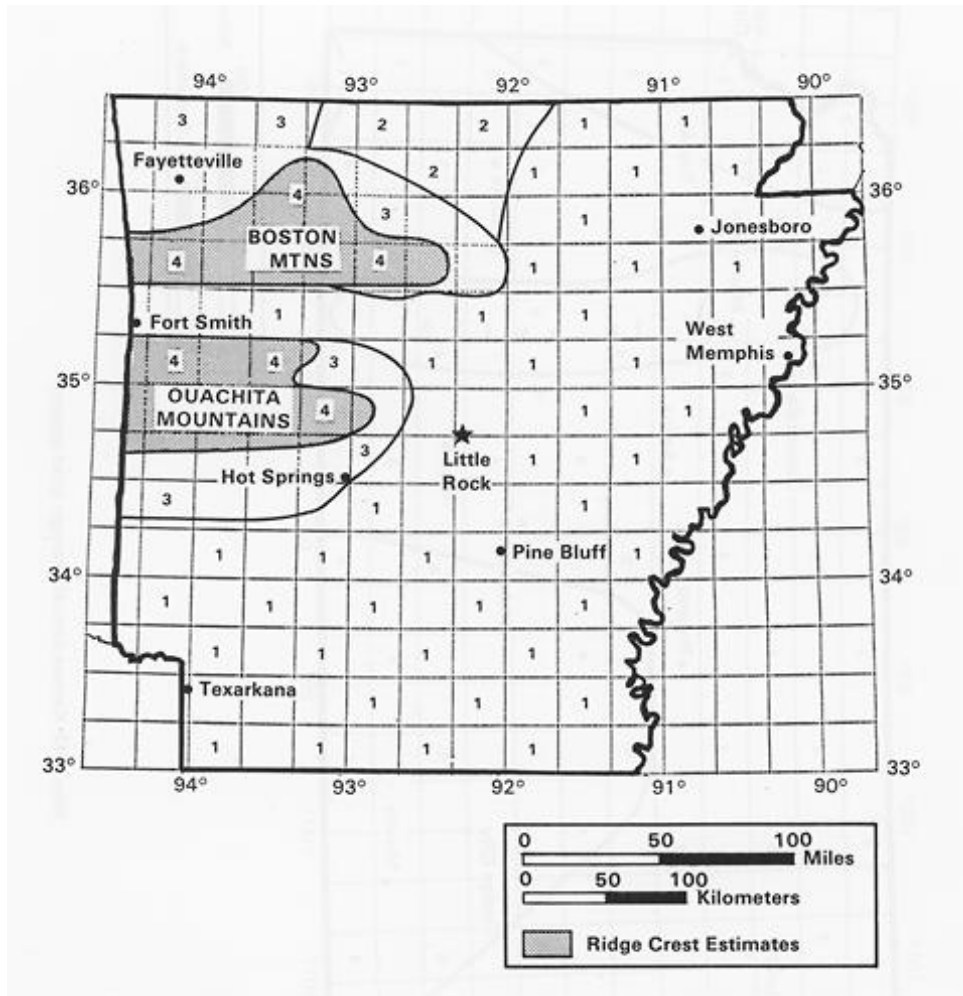 94° 93° 92° 91° 90°
3 3 2 2 1 1
Fayetteville
2 1 1 1
36° 36°
4
3 1
Jonesboro
BOSTON
MTNS
4 4 1 1 1
1 2 1
Fort Smith
West
Memphis
4 4 3 1 1 1
35° 35°
OUACHITA
MOUNTAINS
4 1 1
3 1 1
Little
Rock
Hot Springs
3 1 1
1 1 1 1
Pine Bluff
34° 34°
1 1 1 1 1
1 1 1 1
Texarkana
1 1 1
1 1 1 1
33° 33°
94° 93° 92° 91° 90°
0 50 100
Miles
0 50 100
Kilometers
Ridge Crest Estimates